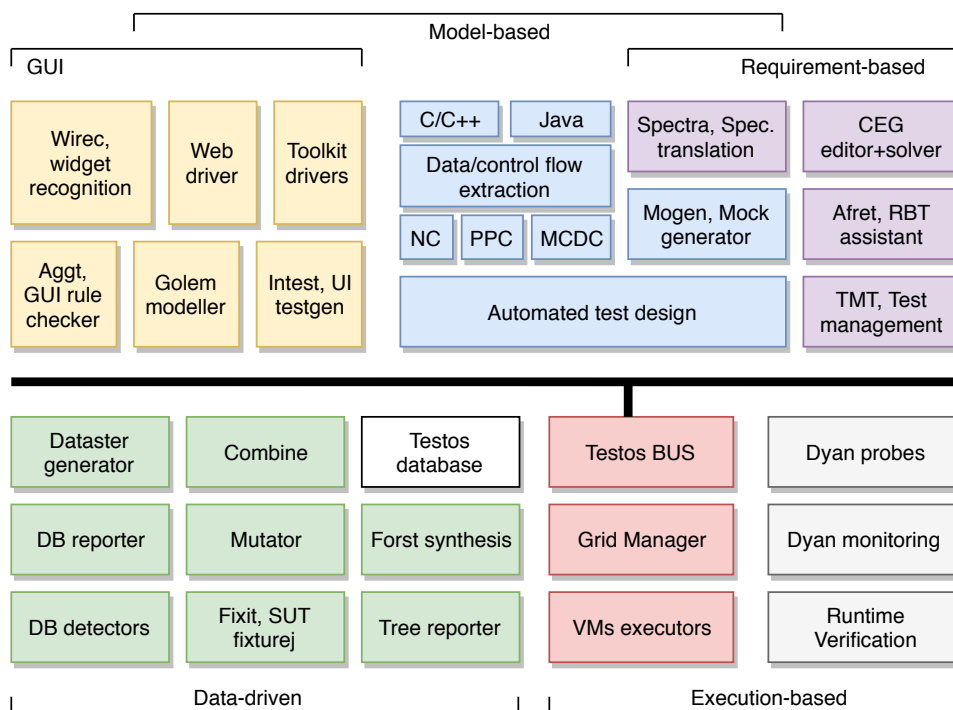 Model-based
GUI
Requirement-based
Wirec,
widget
recognition
Web
driver
Toolkit
drivers
C/C++
Java
Data/control flow
extraction
NC
PPC
MCDC
Spectra, Spec.
translation
CEG
editor+solver
Mogen, Mock
generator
Afret, RBT
assistant
Aggt,
GUI rule
checker
Golem
modeller
Intest, UI
testgen
Automated test design
TMT, Test
management
Dataster
generator
Combine
Testos
database
Testos BUS
Dyan probes
DB reporter
Mutator
Forst synthesis
Grid Manager
Dyan monitoring
DB detectors
Fixit, SUT
fixturej
Tree reporter
VMs executors
Runtime
Verification
Data-driven
Execution-based